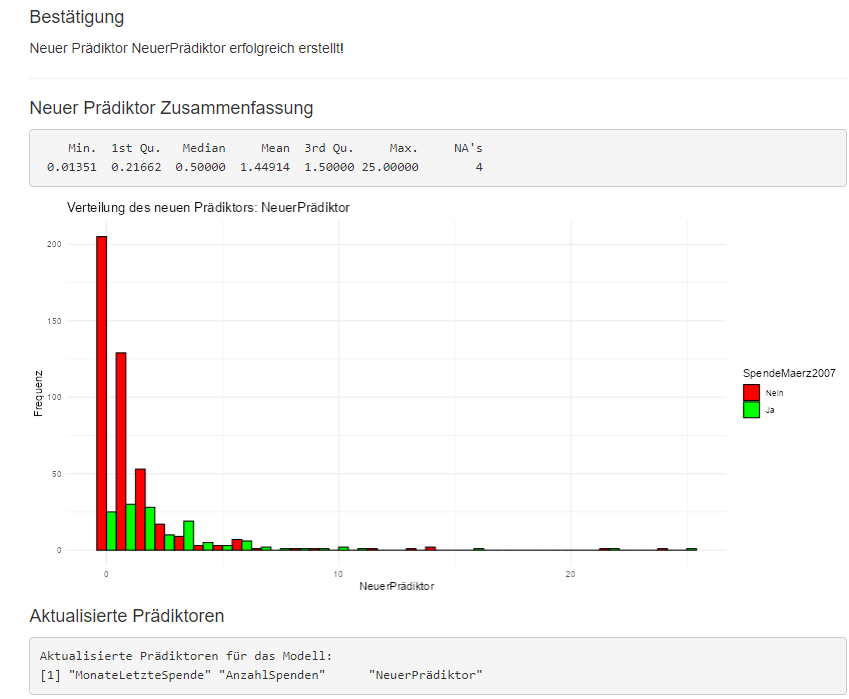 Bestätigung
Neuer Prädiktor NeuerPrädiktor erfolgreich erstellt!
Neuer Prädiktor Zusammenfassung
Min. 1st Qu. Median Mean 3rd Qu. Max. NA's
0.01351 0.21662 0.50000 1.44914 1.50000 25.00000 4
Verteilung des neuen Prädiktors: NeuerPrädiktor
200
150
100
50
0
Frequenz
0 10 20
NeuerPrädiktor
SpendeMaerz2007
Nein
Ja
Aktualisierte Prädiktoren
Aktualisierte Prädiktoren für das Modell:
[1] "MonateLetzteSpende" "AnzahlSpenden" "NeuerPrädiktor"